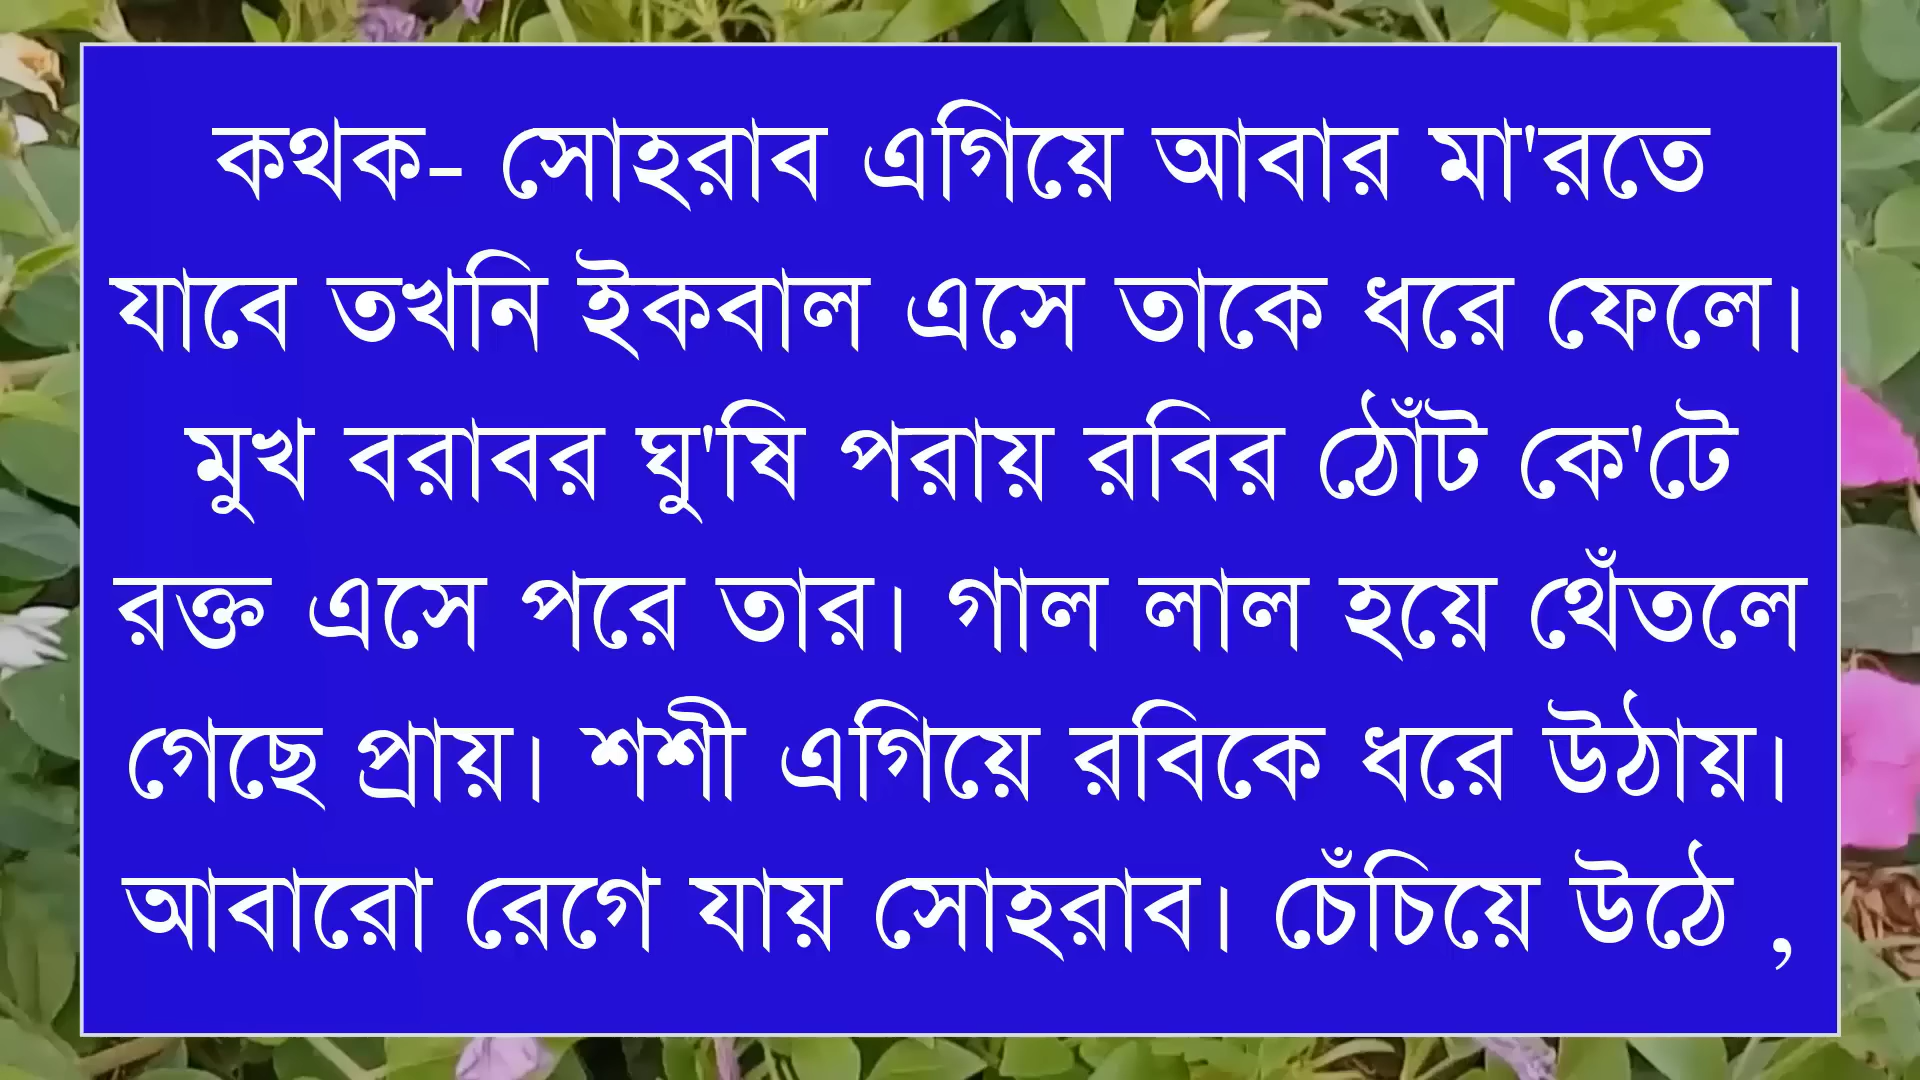 কথক- সোহরাব এগিয়ে আবার মা'রতে
যাবে তখনি ইকবাল এসে তাকে ধরে ফেলে।
মুখ বরাবর ঘু'ষি পরায় রবির ঠোঁট কে'টে
রক্ত এসে পরে তার। গাল লাল হয়ে থেঁতলে
গেছে প্রায়। শশী এগিয়ে রবিকে ধরে উঠায়।
আবারো রেগে যায় সোহরাব। চেঁচিয়ে উঠে ,